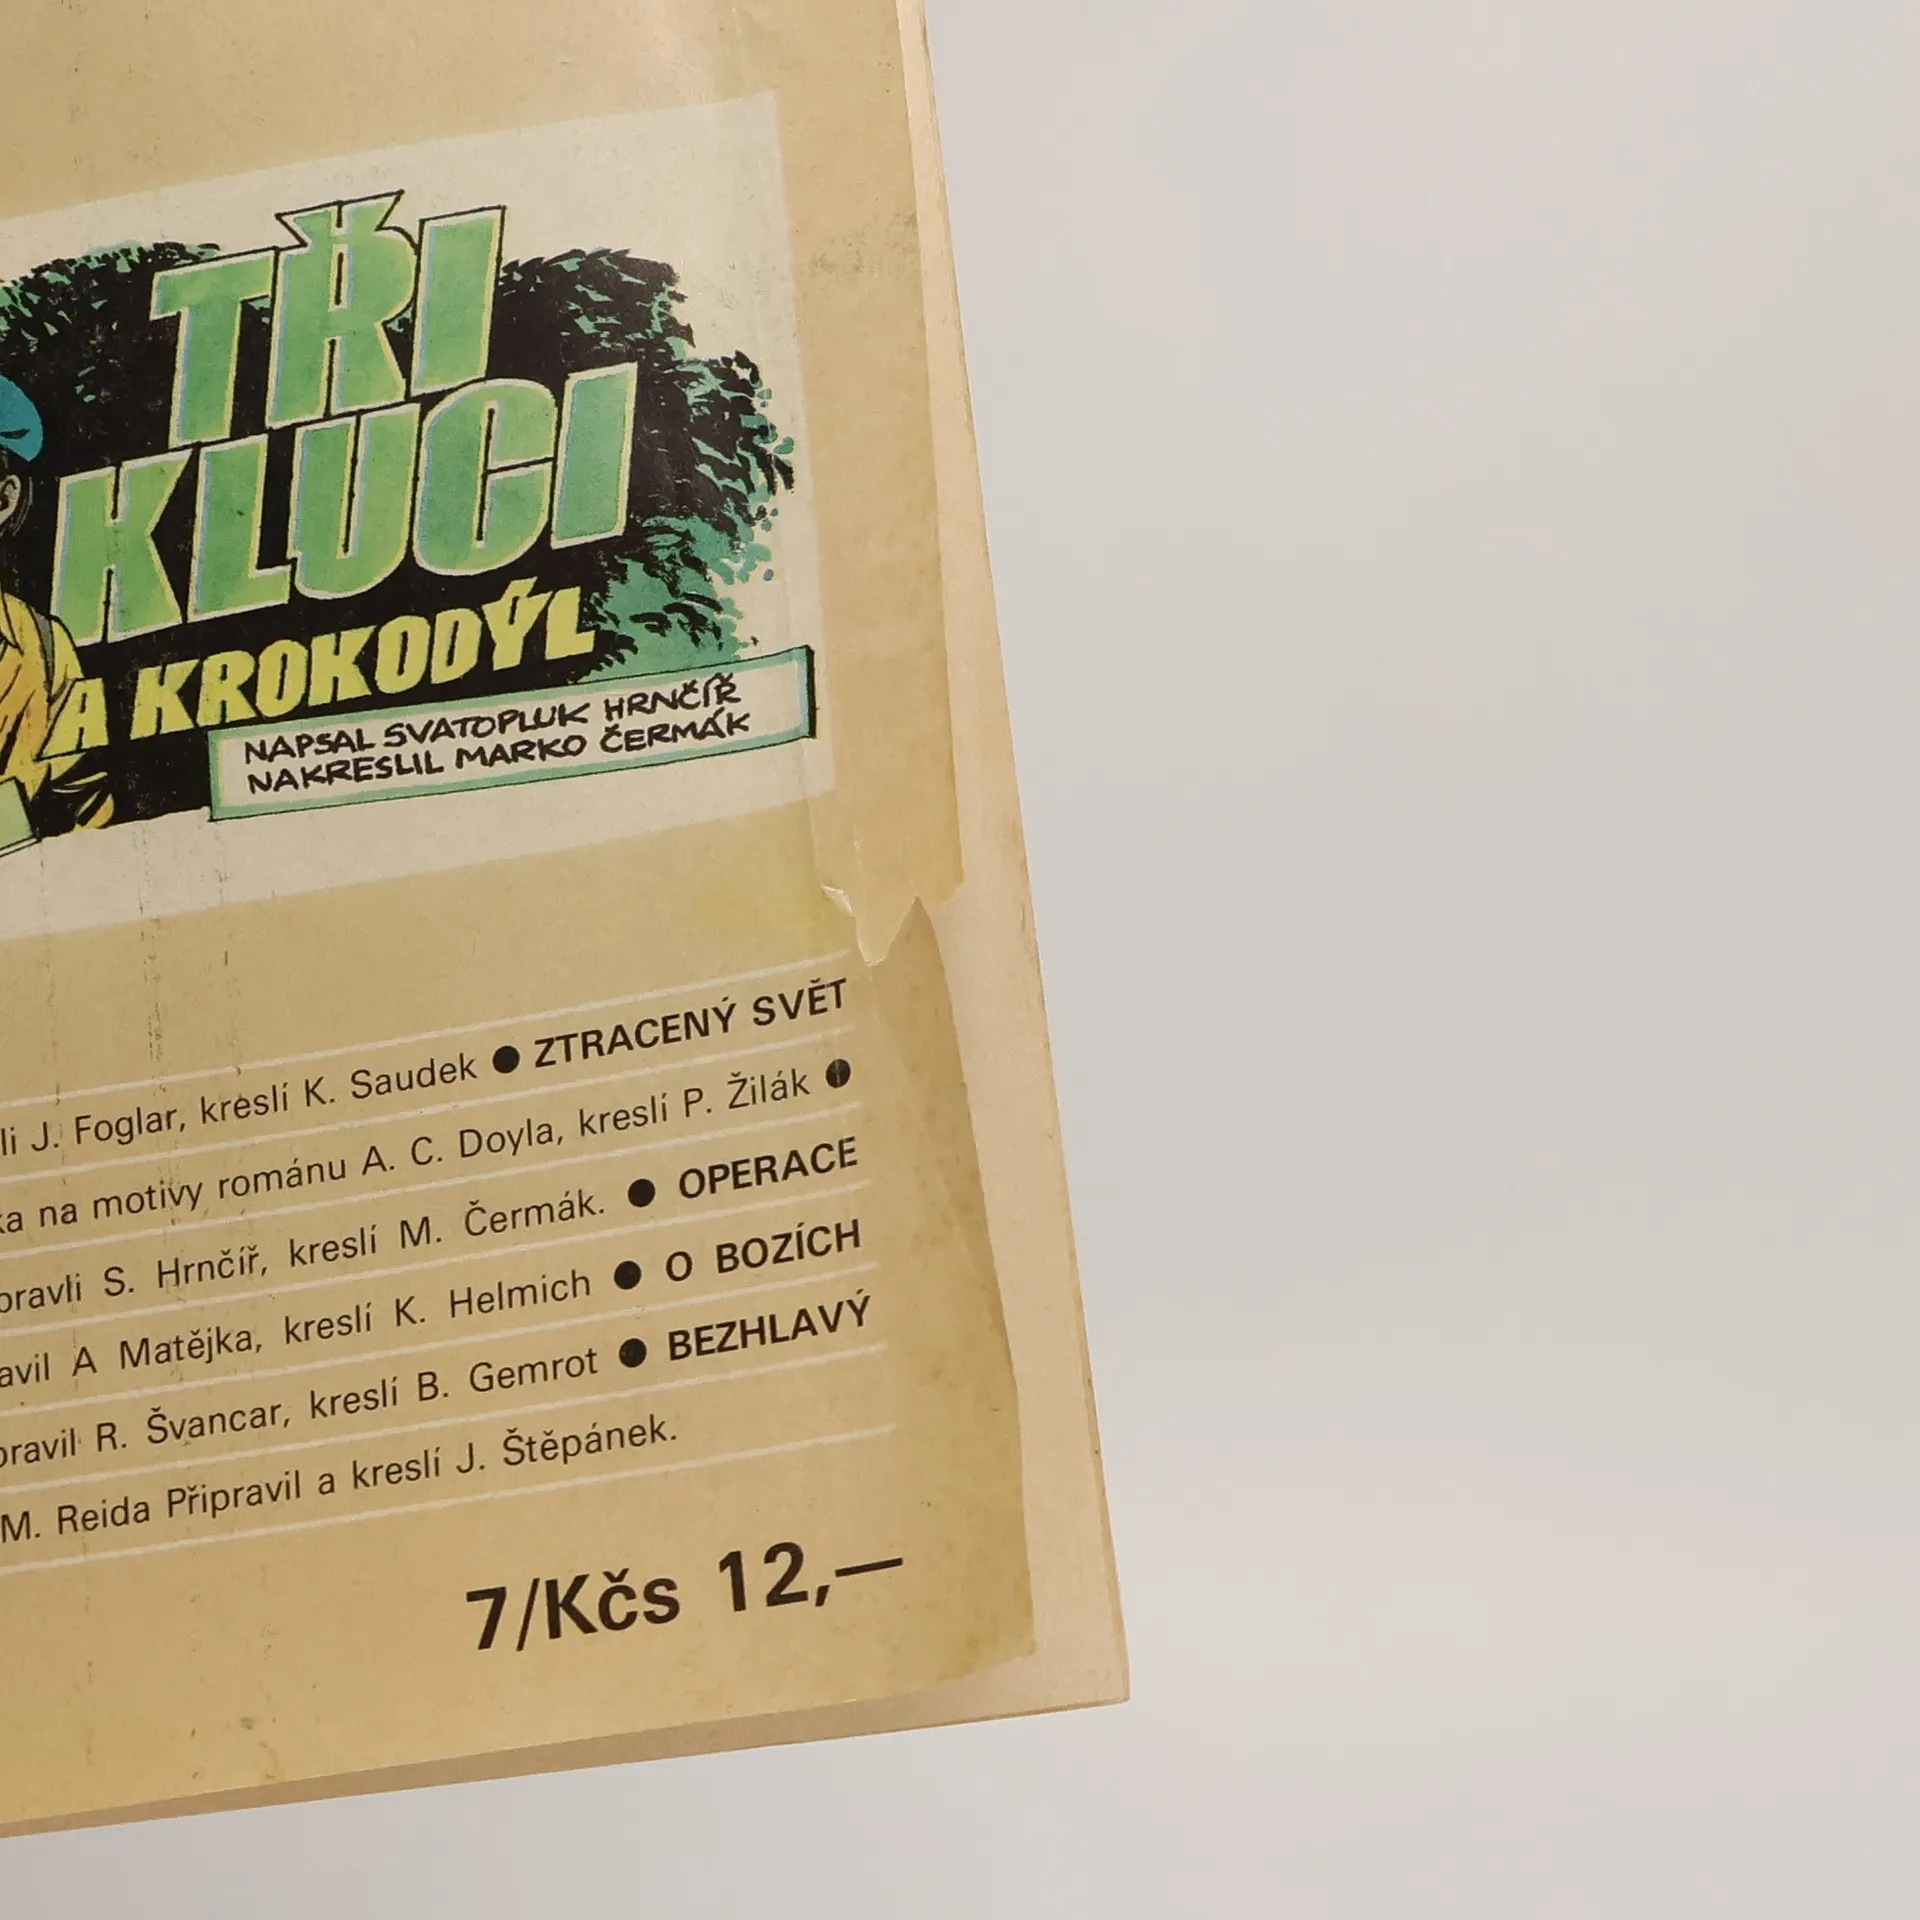 TŘI
KLUCI
A KROKODÝL
NAPSAL SVATOPLUK HRNČÍŘ
NAKRESLIL MARKO ČERMÁK
li J. Foglar, kreslí K. Saudek ● ZTRACENÝ SVĚT
ka na motivy románu A. C. Doyla, kreslí P. Žilák ●
pravli S. Hrnčíř, kreslí M. Čermák. ● OPERACE
avil A Matějka, kreslí K. Helmich ● O BOZÍCH
pravil R. Švancar, kreslí B. Gemrot ● BEZHLAVÝ
M. Reida Připravil a kreslí J. Štěpánek.
7/Kčs 12,—